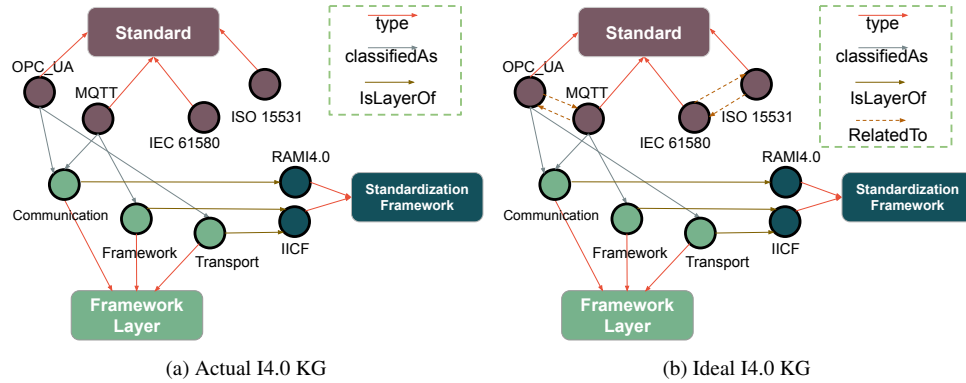 Standard
OPC_UA
MQTT
IEC 61580
ISO 15531
type
classifiedAs
IsLayerOf
RAMI4.0
Communication
Framework
Transport
IICF
Standardization
Framework
Framework
Layer
(a) Actual I4.0 KG
Standard
OPC_UA
MQTT
IEC 61580
ISO 15531
type
classifiedAs
IsLayerOf
RelatedTo
RAMI4.0
Communication
Framework
Transport
IICF
Standardization
Framework
Framework
Layer
(b) Ideal I4.0 KG